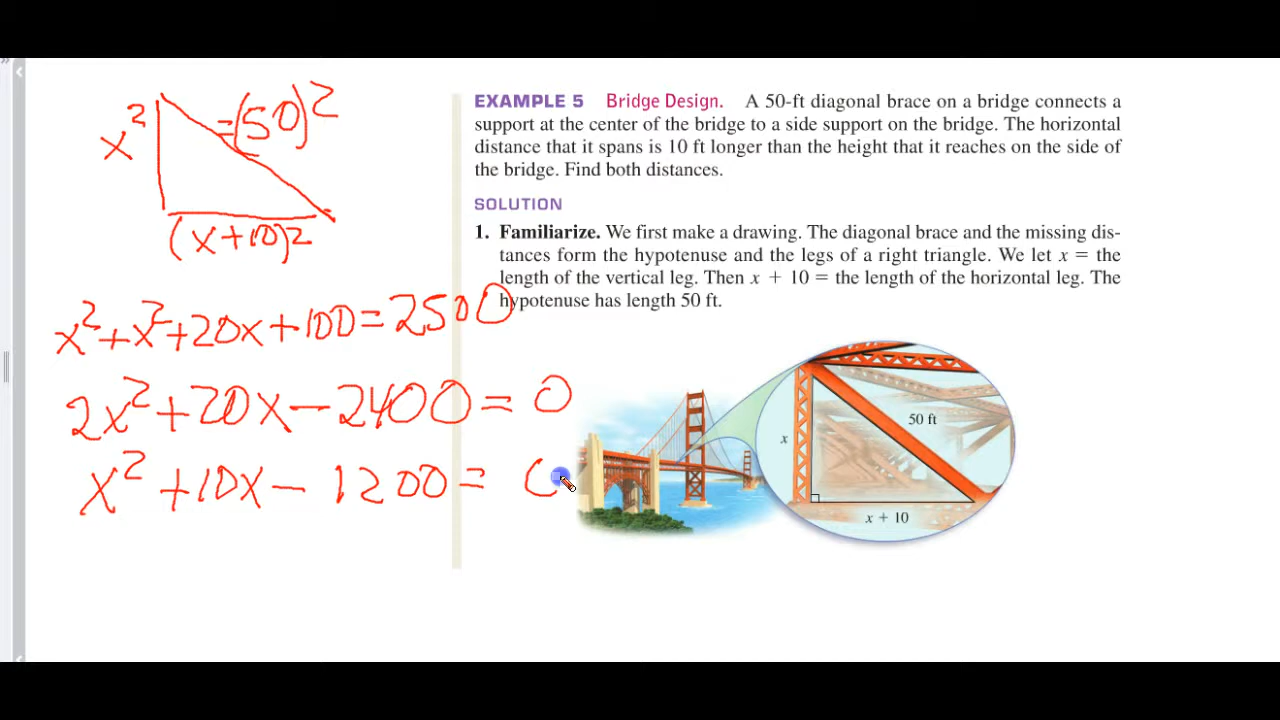 x²
=(50)²
(x+10)²
x²+x²+20x+100=2500
2x²+20x-2400=0
x²+10x-1200=0
EXAMPLE 5 Bridge Design. A 50-ft diagonal brace on a bridge connects a
support at the center of the bridge to a side support on the bridge. The horizontal
distance that it spans is 10 ft longer than the height that it reaches on the side of
the bridge. Find both distances.
SOLUTION
1. Familiarize. We first make a drawing. The diagonal brace and the missing dis-
tances form the hypotenuse and the legs of a right triangle. We let x = the
length of the vertical leg. Then x + 10 = the length of the horizontal leg. The
hypotenuse has length 50 ft.
50 ft
x
x + 10